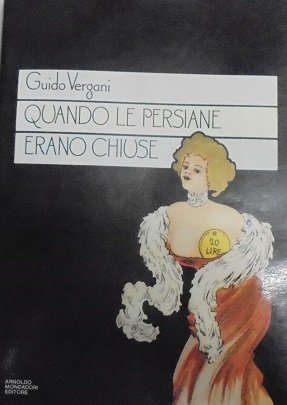 Guido Vergani
QUANDO LE PERSIANE
ERANO CHIUSE
20
LIRE
ARNOLDO
MONDADORI
EDITORE